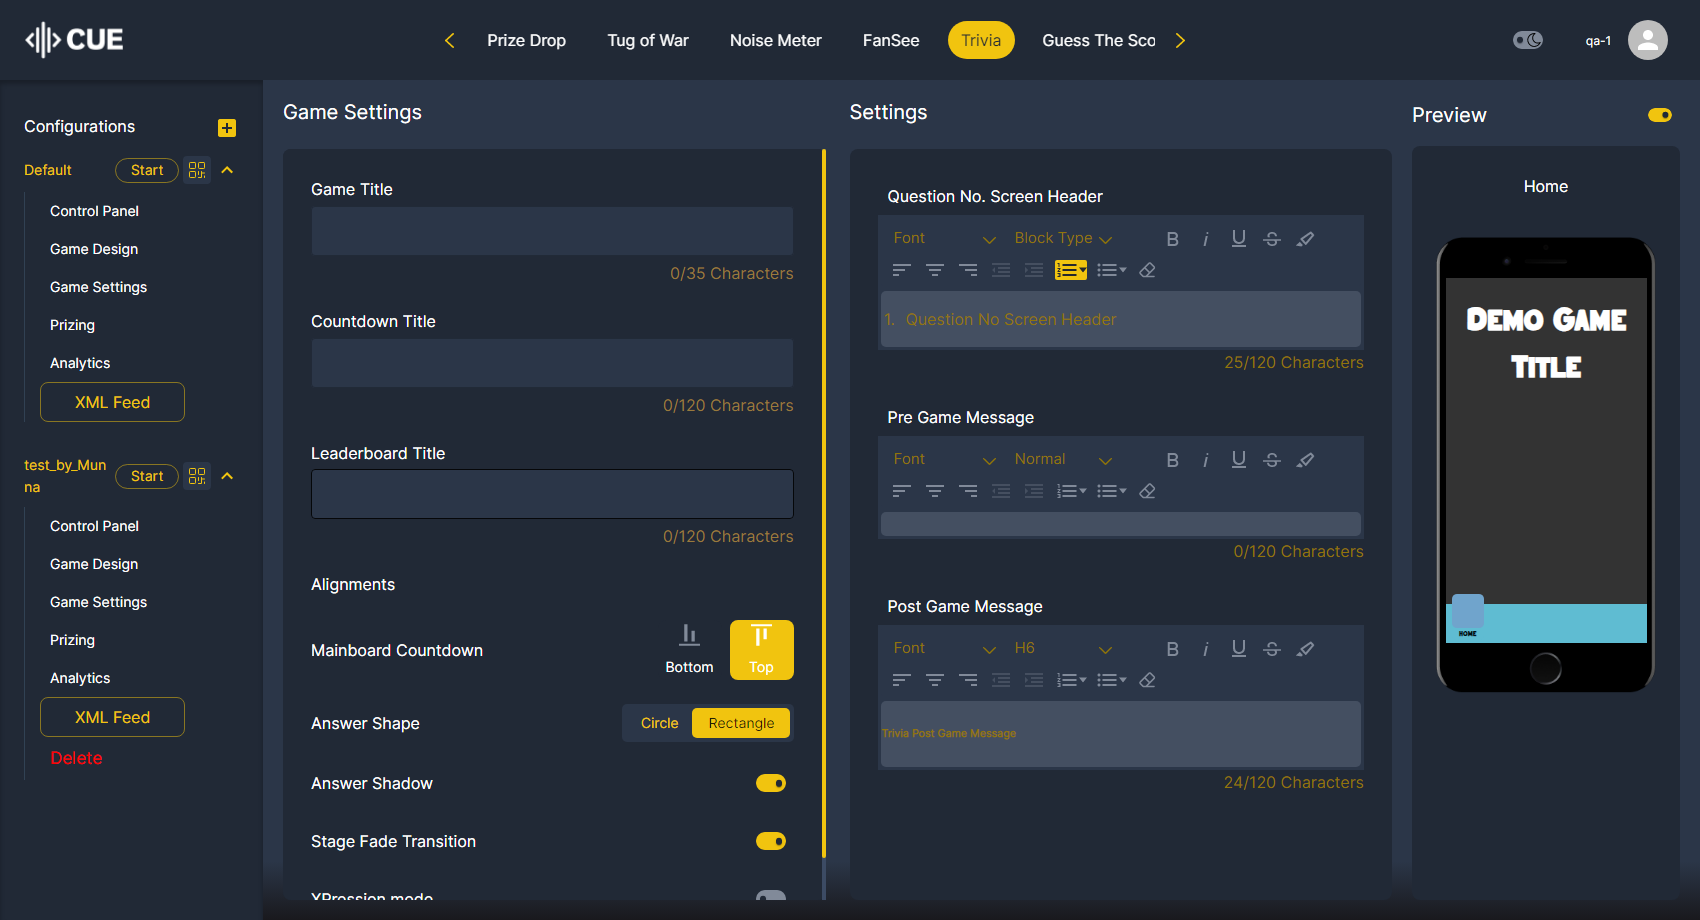 CUE
Prize Drop
Tug of War
Noise Meter
FanSee
Trivia
Guess The Sco
qa-1
Configurations
Default
Start
Control Panel
Game Design
Game Settings
Prizing
Analytics
XML Feed
test_by_Mun
na
Start
Control Panel
Game Design
Game Settings
Prizing
Analytics
XML Feed
Delete
Game Settings
Game Title
0/35 Characters
Countdown Title
0/120 Characters
Leaderboard Title
0/120 Characters
Alignments
Mainboard Countdown
Bottom
Top
Answer Shape
Circle
Rectangle
Answer Shadow
Stage Fade Transition
XPression mode
Settings
Question No. Screen Header
Font
Block Type
1. Question No Screen Header
25/120 Characters
Pre Game Message
Font
Normal
0/120 Characters
Post Game Message
Font
H6
Trivia Post Game Message
24/120 Characters
Preview
Home
Demo Game
Title
HOME